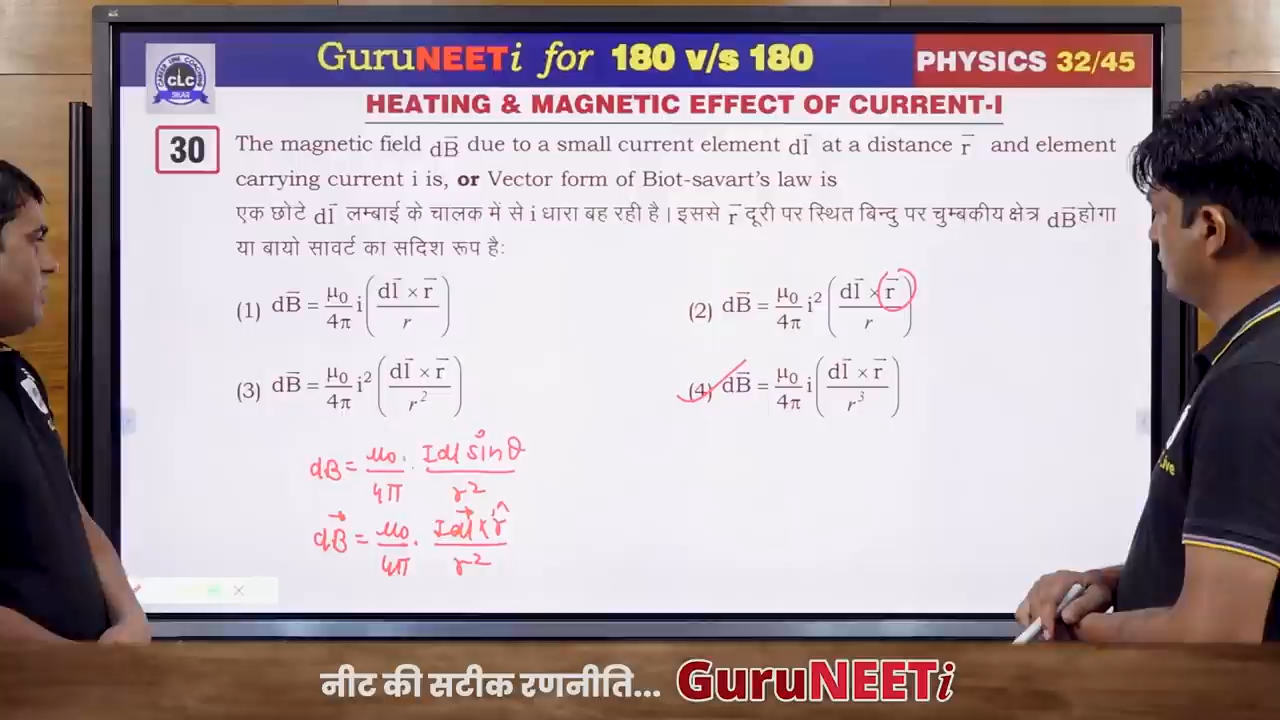 GuruNEETi for 180 v/s 180
PHYSICS 32/45
CLC
SIKAR
HEATING & MAGNETIC EFFECT OF CURRENT-I
30
The magnetic field dB⃗ due to a small current element dl⃗ at a distance r⃗ and element
carrying current i is, or Vector form of Biot-savart's law is
एक छोटे dl⃗ लम्बाई के चालक में से i धारा बह रही है। इससे r⃗ दूरी पर स्थित बिन्दु पर चुम्बकीय क्षेत्र dB⃗ होगा
या बायो सावर्ट का सदिश रूप है:
(1) dB⃗ = μ₀/4π i (dl⃗ × r⃗ / r)
(2) dB⃗ = μ₀/4π i² (dl⃗ × r⃗ / r)
(3) dB⃗ = μ₀/4π i² (dl⃗ × r⃗ / r²)
(4) dB⃗ = μ₀/4π i (dl⃗ × r⃗ / r³)
dB = μ₀/4π · Idl sinθ / r²
dB⃗ = μ₀/4π · Idl⃗ × r̂ / r²
Live
नीट की सटीक रणनीति... GuruNEETi